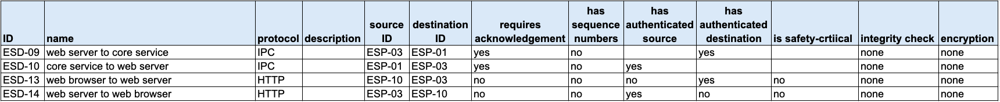 ID name protocol description source ID destination ID requires acknowledgement has sequence numbers has authenticated source has authenticated destination is safety-crtiical integrity check encryption
ESD-09 web server to core service IPC ESP-03 ESP-01 yes no yes none none
ESD-10 core service to web server IPC ESP-01 ESP-03 yes no yes none none
ESD-13 web browser to web server HTTP ESP-10 ESP-03 no no no yes no none none
ESD-14 web server to web browser HTTP ESP-03 ESP-10 no no yes no no none none